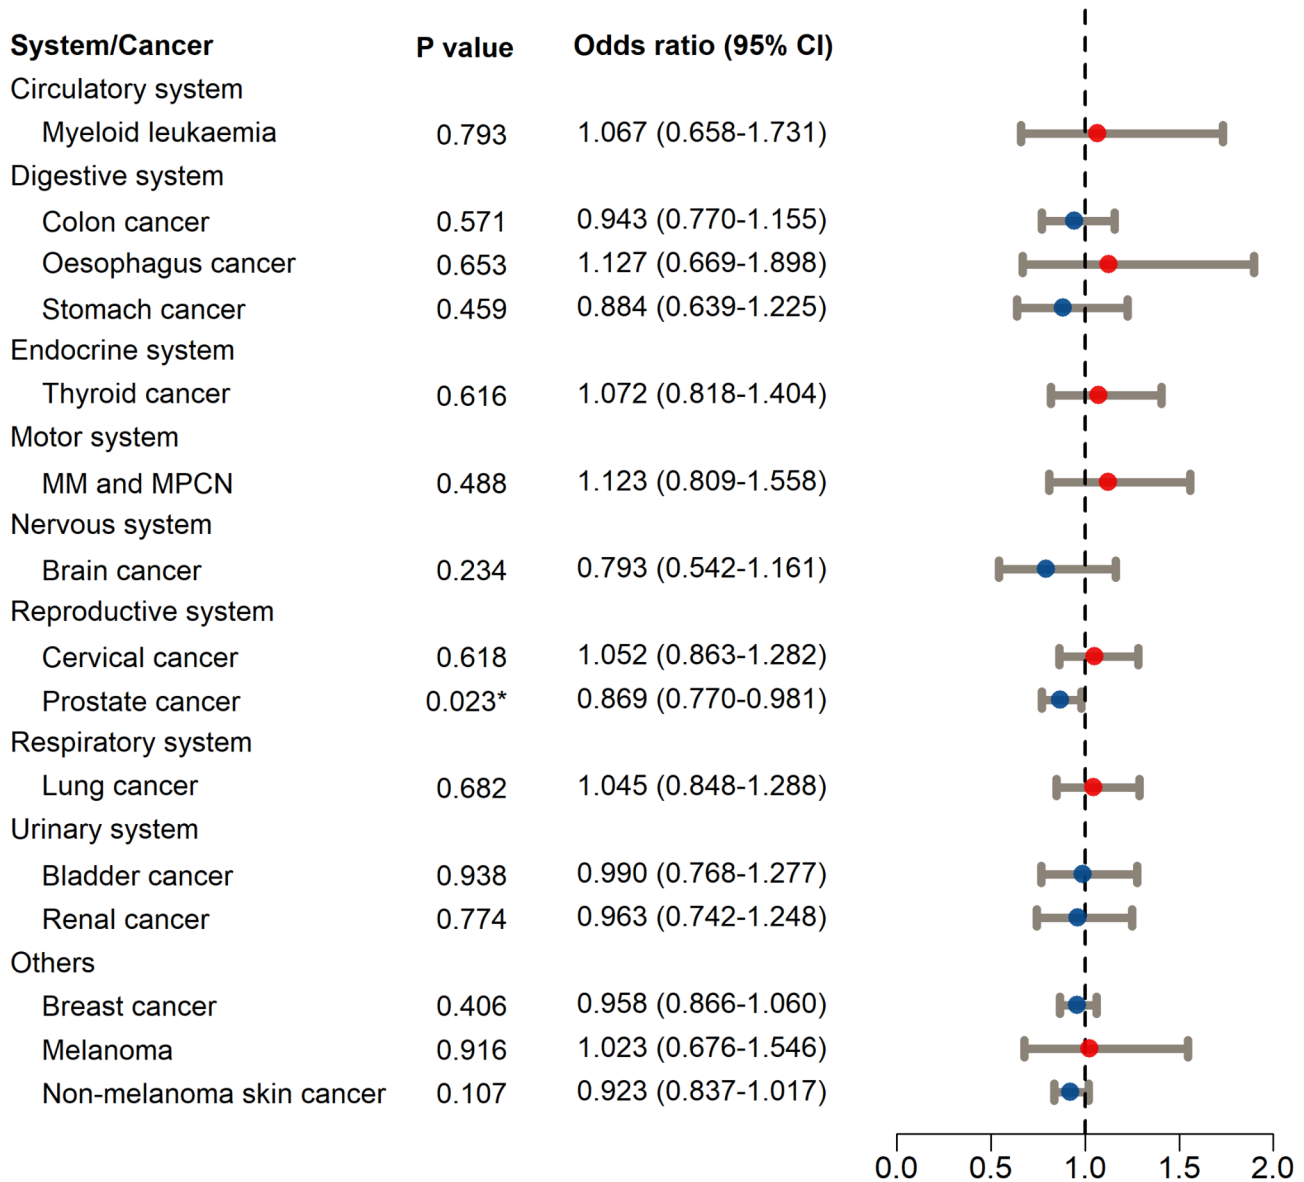 System/Cancer P value Odds ratio (95% CI)
Circulatory system
Myeloid leukaemia 0.793 1.067 (0.658-1.731)
Digestive system
Colon cancer 0.571 0.943 (0.770-1.155)
Oesophagus cancer 0.653 1.127 (0.669-1.898)
Stomach cancer 0.459 0.884 (0.639-1.225)
Endocrine system
Thyroid cancer 0.616 1.072 (0.818-1.404)
Motor system
MM and MPCN 0.488 1.123 (0.809-1.558)
Nervous system
Brain cancer 0.234 0.793 (0.542-1.161)
Reproductive system
Cervical cancer 0.618 1.052 (0.863-1.282)
Prostate cancer 0.023* 0.869 (0.770-0.981)
Respiratory system
Lung cancer 0.682 1.045 (0.848-1.288)
Urinary system
Bladder cancer 0.938 0.990 (0.768-1.277)
Renal cancer 0.774 0.963 (0.742-1.248)
Others
Breast cancer 0.406 0.958 (0.866-1.060)
Melanoma 0.916 1.023 (0.676-1.546)
Non-melanoma skin cancer 0.107 0.923 (0.837-1.017)
0.0 0.5 1.0 1.5 2.0